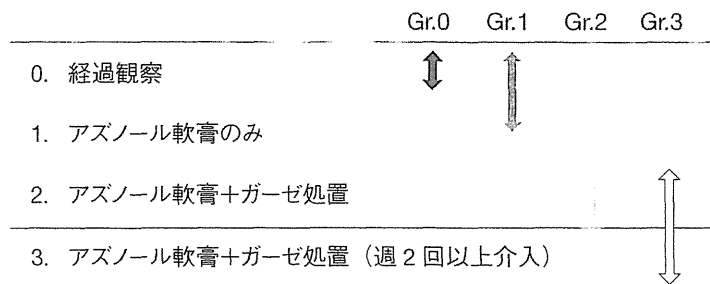 Gr.0 Gr.1 Gr.2 Gr.3
0. 経過観察
1. アズノール軟膏のみ
2. アズノール軟膏+ガーゼ処置
3. アズノール軟膏+ガーゼ処置（週2回以上介入）